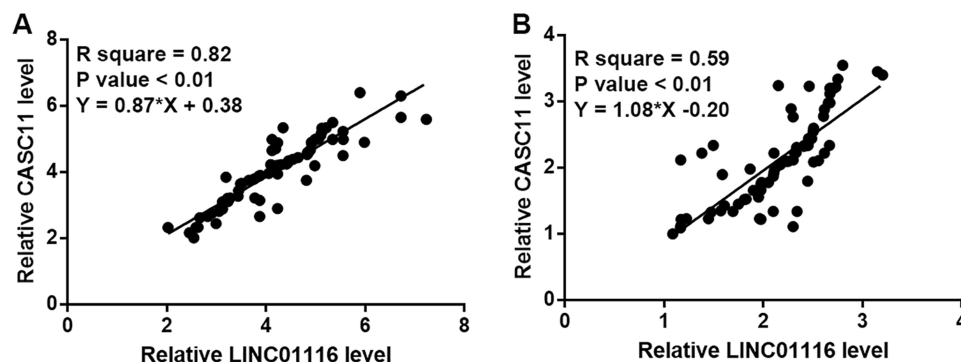 A
R square = 0.82
P value < 0.01
Y = 0.87*X + 0.38
Relative CASC11 level
8
6
4
2
0
0 2 4 6 8
Relative LINC01116 level
B
R square = 0.59
P value < 0.01
Y = 1.08*X -0.20
Relative CASC11 level
4
3
2
1
0
0 1 2 3 4
Relative LINC01116 level